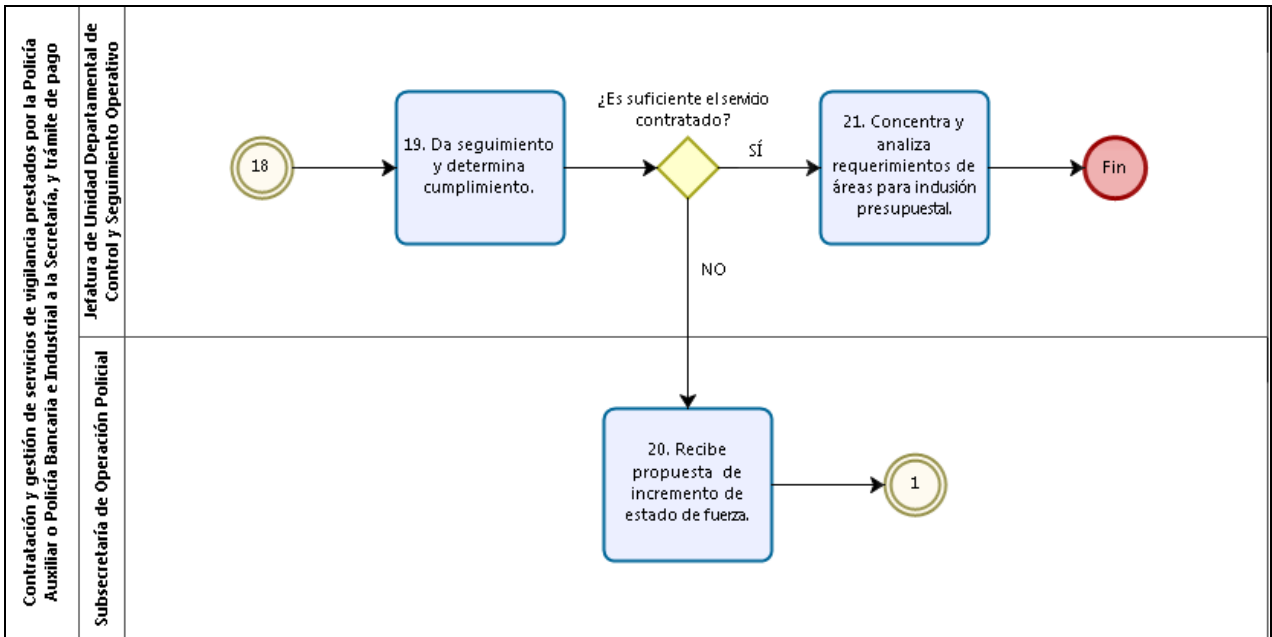 Contratación y gestión de servicios de vigilancia prestados por la Policía
Auxiliar o Policía Bancaria e Industrial a la Secretaría, y trámite de pago
Jefatura de Unidad Departamental de
Control y Seguimiento Operativo
18
19. Da seguimiento
y determina
cumplimiento.
¿Es suficiente el servicio
contratado?
SÍ
NO
21. Concentra y
analiza
requerimientos de
áreas para inclusión
presupuestal.
Fin
Subsecretaría de Operación Policial
20. Recibe
propuesta de
incremento de
estado de fuerza.
1